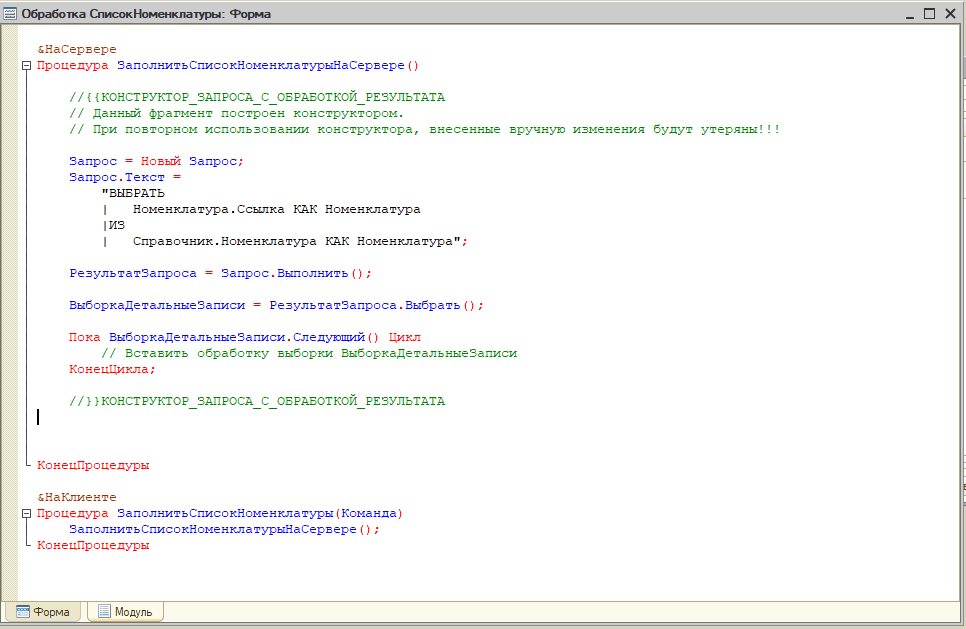 Обработка СписокНоменклатуры: Форма
&НаСервере
Процедура ЗаполнитьСписокНоменклатурыНаСервере()
//{{КОНСТРУКТОР_ЗАПРОСА_С_ОБРАБОТКОЙ_РЕЗУЛЬТАТА
// Данный фрагмент построен конструктором.
// При повторном использовании конструктора, внесенные вручную изменения будут утеряны!!!
Запрос = Новый Запрос;
Запрос.Текст =
"ВЫБРАТЬ
|   Номенклатура.Ссылка КАК Номенклатура
|ИЗ
|   Справочник.Номенклатура КАК Номенклатура";
РезультатЗапроса = Запрос.Выполнить();
ВыборкаДетальныеЗаписи = РезультатЗапроса.Выбрать();
Пока ВыборкаДетальныеЗаписи.Следующий() Цикл
// Вставить обработку выборки ВыборкаДетальныеЗаписи
КонецЦикла;
//}}КОНСТРУКТОР_ЗАПРОСА_С_ОБРАБОТКОЙ_РЕЗУЛЬТАТА
КонецПроцедуры
&НаКлиенте
Процедура ЗаполнитьСписокНоменклатуры(Команда)
ЗаполнитьСписокНоменклатурыНаСервере();
КонецПроцедуры
Форма Модуль